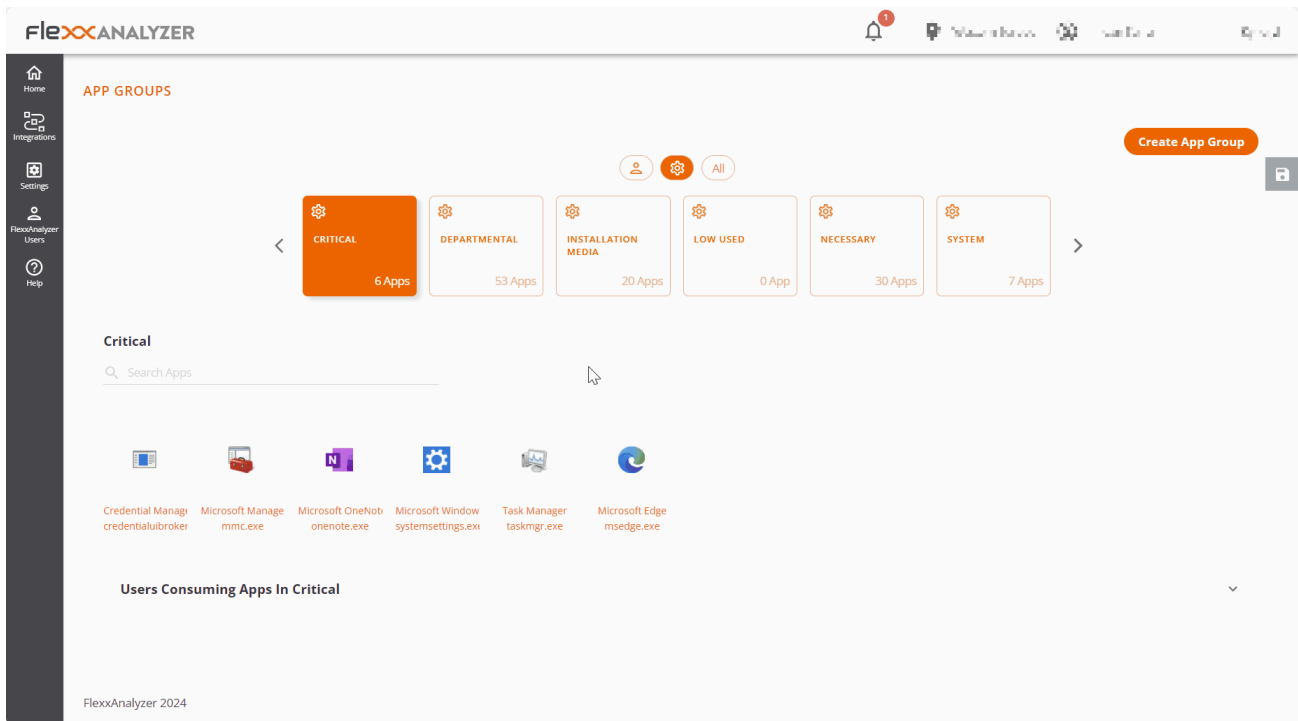 FlexxANALYZER
1
Home
Integrations
Settings
FlexxAnalyzer
Users
Help
APP GROUPS
Create App Group
All
CRITICAL
6 Apps
DEPARTMENTAL
53 Apps
INSTALLATION
MEDIA
20 Apps
LOW USED
0 App
NECESSARY
30 Apps
SYSTEM
7 Apps
Critical
Search Apps
N
Credential Manag
credentialuibroker
Microsoft Manage
mmc.exe
Microsoft OneNot
onenote.exe
Microsoft Window
systemsettings.exe
Task Manager
taskmgr.exe
Microsoft Edge
msedge.exe
Users Consuming Apps In Critical
FlexxAnalyzer 2024